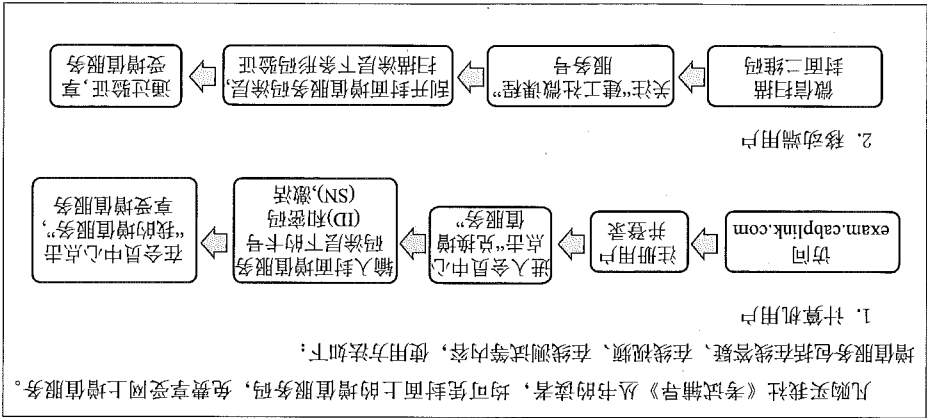 凡购买我社《考试辅导》丛书的读者，均可凭封面上的增值服务码，免费享受网上增值服务。
增值服务包括在线答疑、在线视频、在线测试等内容，使用方法如下：
1. 计算机用户
访问
exam.cabplink.com
注册用户
并登录
进入会员中心
点击“兑换增
值服务”
输入封面增值服务
码涂层下的卡号
(ID)和密码
(SN),激活
在会员中心点击
“我的增值服务”,
享受增值服务
2. 移动端用户
微信扫描
封面二维码
关注“建工社微课程”
服务号
刮开封面增值服务码涂层,
扫描涂层下条形码验证
通过验证,享
受增值服务